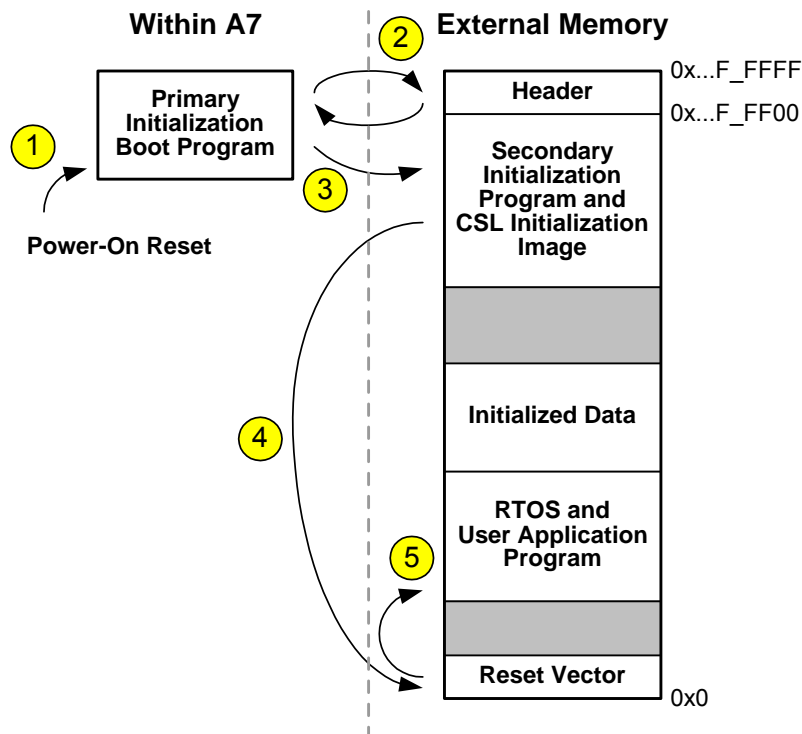 Within A7
2
External Memory
0x...F_FFFF
Primary
Initialization
Boot Program
Header
0x...F_FF00
1
3
Secondary
Initialization
Program and
CSL Initialization
Image
Power-On Reset
4
Initialized Data
RTOS and
User Application
Program
5
Reset Vector
0x0